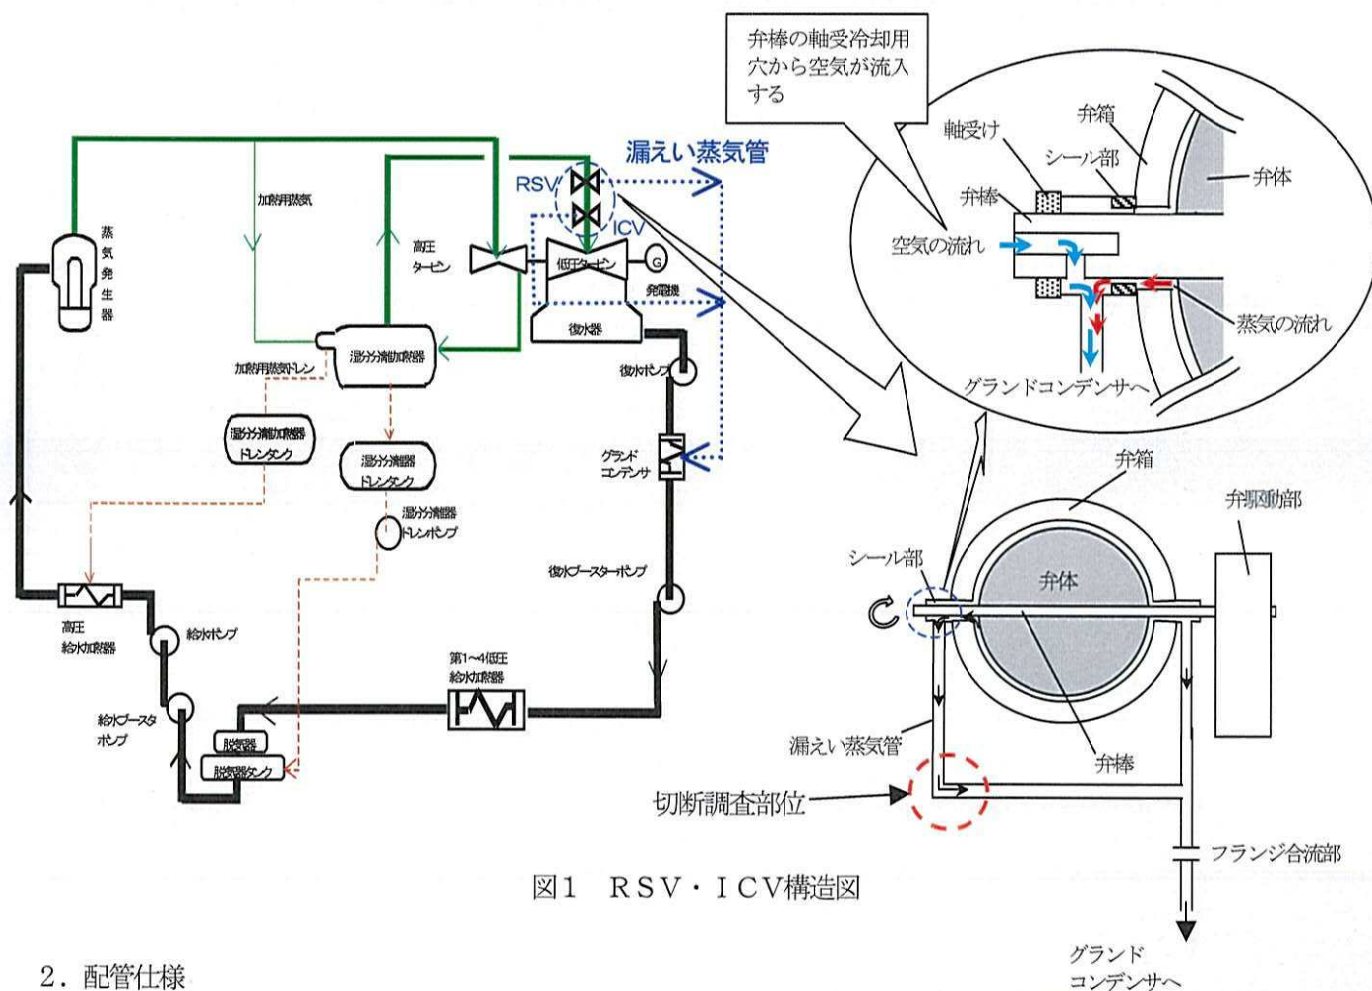 弁棒の軸受冷却用
穴から空気が流入
する
軸受け
弁箱
シール部
弁体
弁棒
空気の流れ
蒸気の流れ
グランドコンデンサへ
漏えい蒸気管
RSV
ICV
加熱用蒸気
蒸気発生器
高圧
タービン
低圧タービン
G
発電機
復水器
湿分分離加熱器
加熱用蒸気ドレン
復水ポンプ
湿分分離加熱器
ドレンタンク
湿分分離器
ドレンタンク
グランド
コンデンサ
湿分分離器
ドレンポンプ
復水ブースターポンプ
高圧
給水加熱器
給水ポンプ
第1~4低圧
給水加熱器
給水ブースタ
ポンプ
脱気器
脱気器タンク
弁箱
弁駆動部
シール部
弁体
漏えい蒸気管
弁棒
切断調査部位
フランジ合流部
グランド
コンデンサへ
図1 RSV・ICV構造図
2.配管仕様